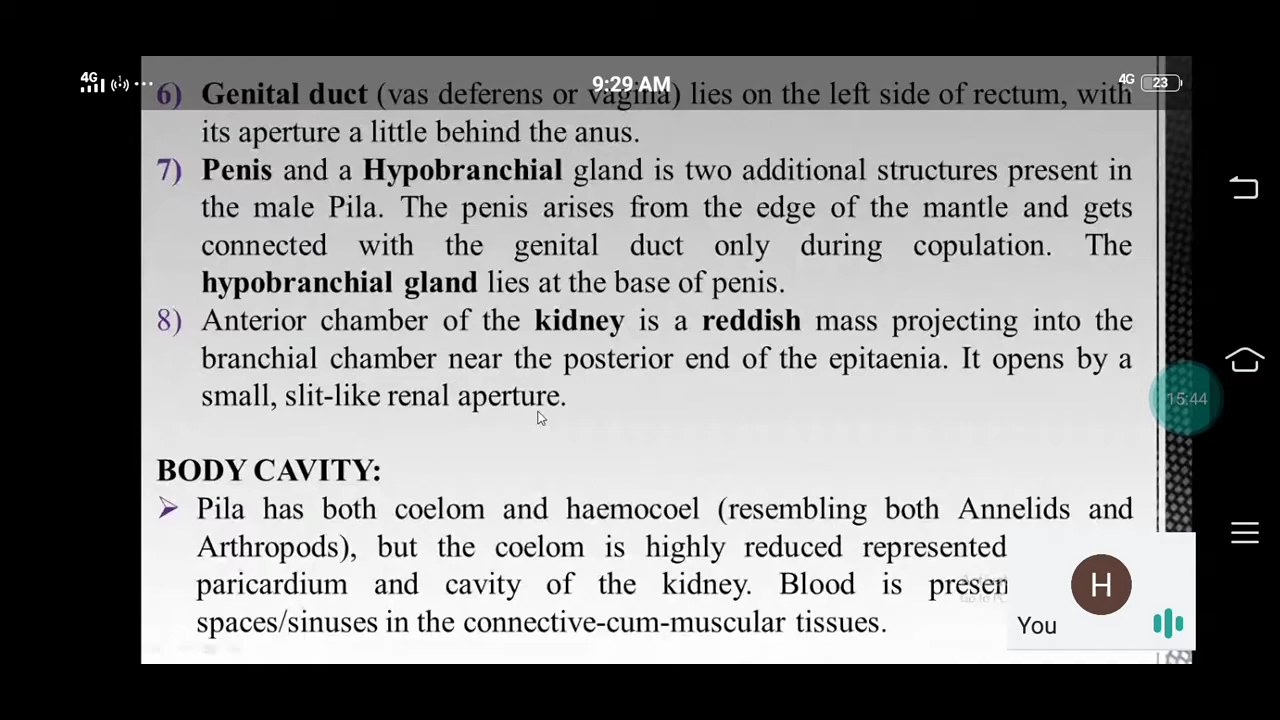 4G 9:29 AM 4G 23
6) Genital duct (vas deferens or vagina) lies on the left side of rectum, with
its aperture a little behind the anus.
7) Penis and a Hypobranchial gland is two additional structures present in
the male Pila. The penis arises from the edge of the mantle and gets
connected with the genital duct only during copulation. The
hypobranchial gland lies at the base of penis.
8) Anterior chamber of the kidney is a reddish mass projecting into the
branchial chamber near the posterior end of the epitaenia. It opens by a
small, slit-like renal aperture.
15:44
BODY CAVITY:
➢ Pila has both coelom and haemocoel (resembling both Annelids and
Arthropods), but the coelom is highly reduced represented
paricardium and cavity of the kidney. Blood is presen
spaces/sinuses in the connective-cum-muscular tissues.
H
You